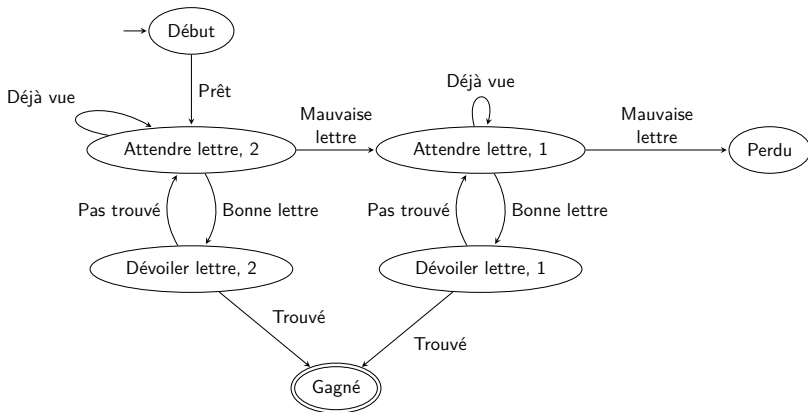 Début
Prêt
Déjà vue
Déjà vue
Mauvaise
lettre
Mauvaise
lettre
Attendre lettre, 2
Attendre lettre, 1
Perdu
Pas trouvé
Bonne lettre
Pas trouvé
Bonne lettre
Dévoiler lettre, 2
Dévoiler lettre, 1
Trouvé
Trouvé
Gagné